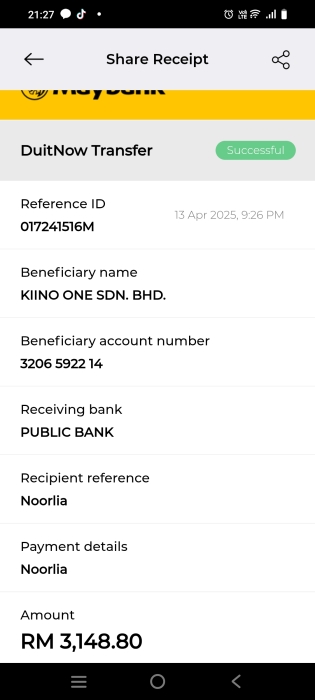 21:27
Share Receipt
Maybank
DuitNow Transfer
Successful
Reference ID
13 Apr 2025, 9:26 PM
017241516M
Beneficiary name
KIINO ONE SDN. BHD.
Beneficiary account number
3206 5922 14
Receiving bank
PUBLIC BANK
Recipient reference
Noorlia
Payment details
Noorlia
Amount
RM 3,148.80